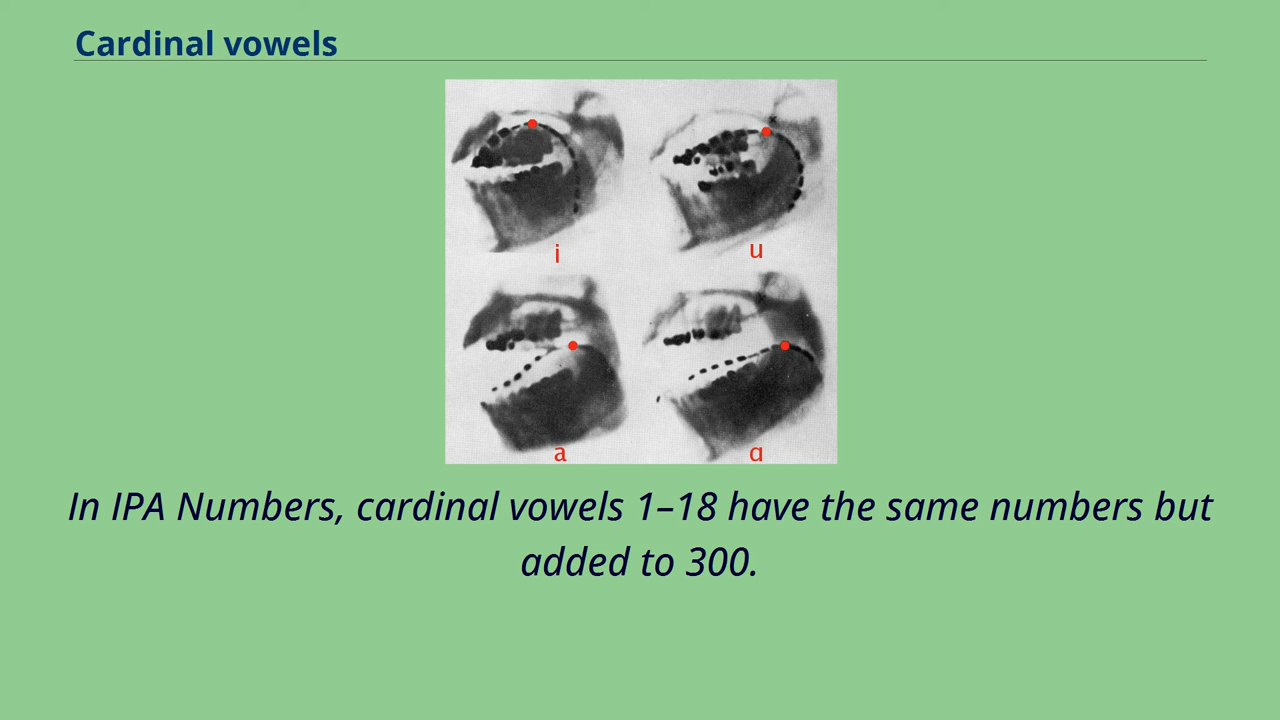 Cardinal vowels
i
u
a
ɑ
In IPA Numbers, cardinal vowels 1–18 have the same numbers but
added to 300.